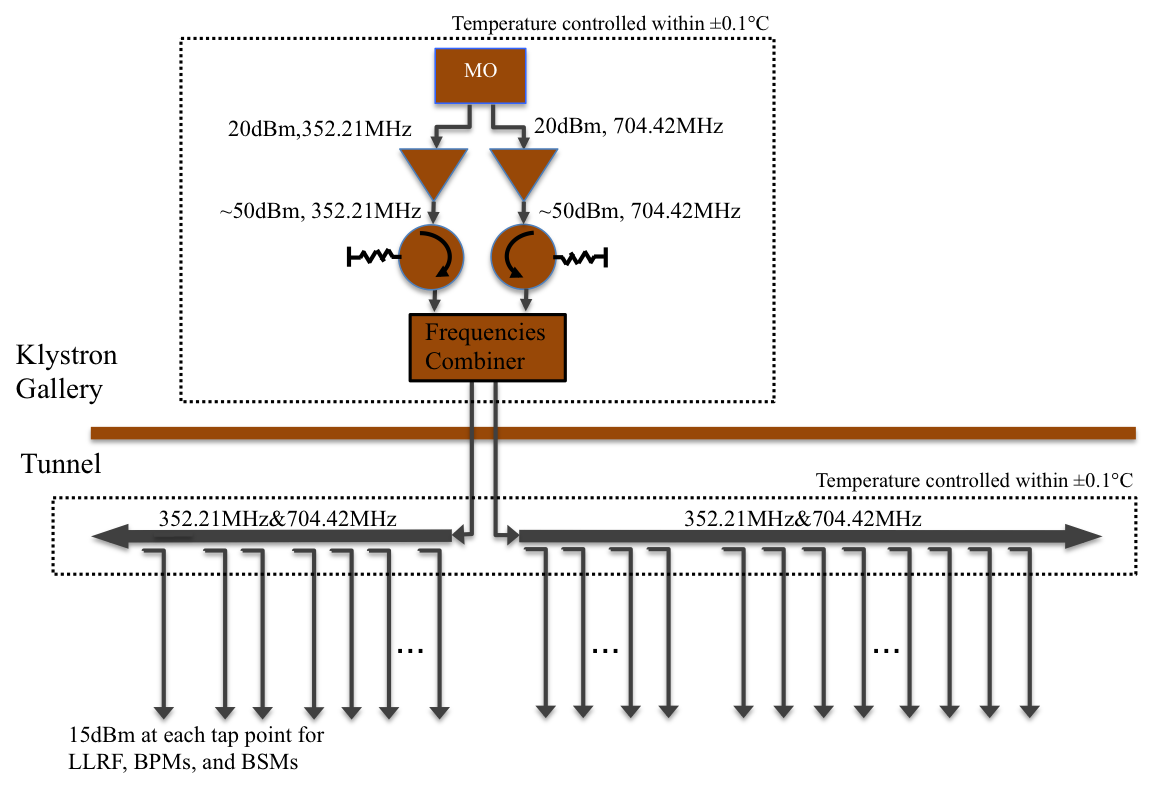 Temperature controlled within ±0.1°C
MO
20dBm,352.21MHz
20dBm, 704.42MHz
~50dBm, 352.21MHz
~50dBm, 704.42MHz
Frequencies
Combiner
Klystron
Gallery
Tunnel
Temperature controlled within ±0.1°C
352.21MHz&704.42MHz
352.21MHz&704.42MHz
...
...
...
15dBm at each tap point for
LLRF, BPMs, and BSMs